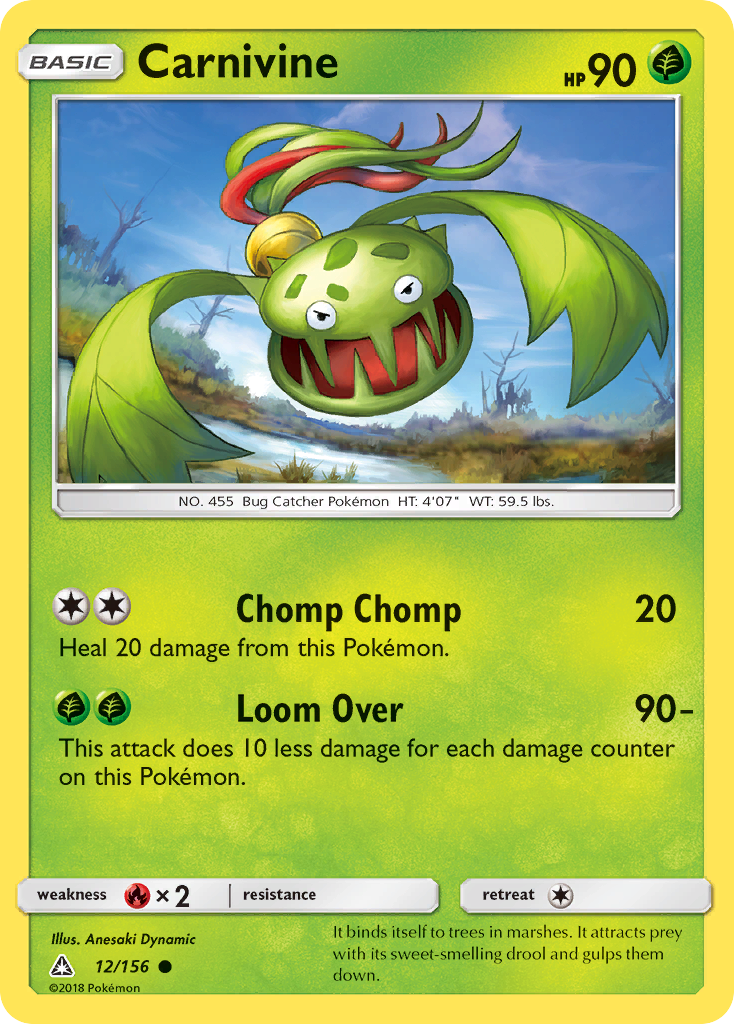 BASIC Carnivine HP 90
NO. 455 Bug Catcher Pokémon HT: 4'07" WT: 59.5 lbs.
Chomp Chomp 20
Heal 20 damage from this Pokémon.
Loom Over 90-
This attack does 10 less damage for each damage counter
on this Pokémon.
weakness × 2 resistance retreat
Illus. Anesaki Dynamic
12/156
©2018 Pokémon
It binds itself to trees in marshes. It attracts prey
with its sweet-smelling drool and gulps them
down.